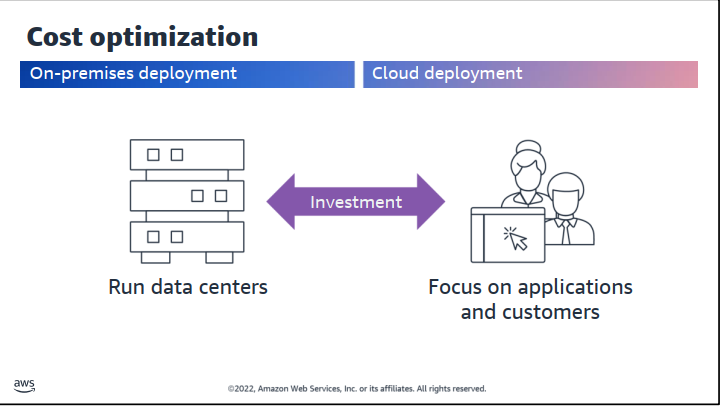 Cost optimization
On-premises deployment
Cloud deployment
Investment
Run data centers
Focus on applications
and customers
aws
©2022, Amazon Web Services, Inc. or its affiliates. All rights reserved.